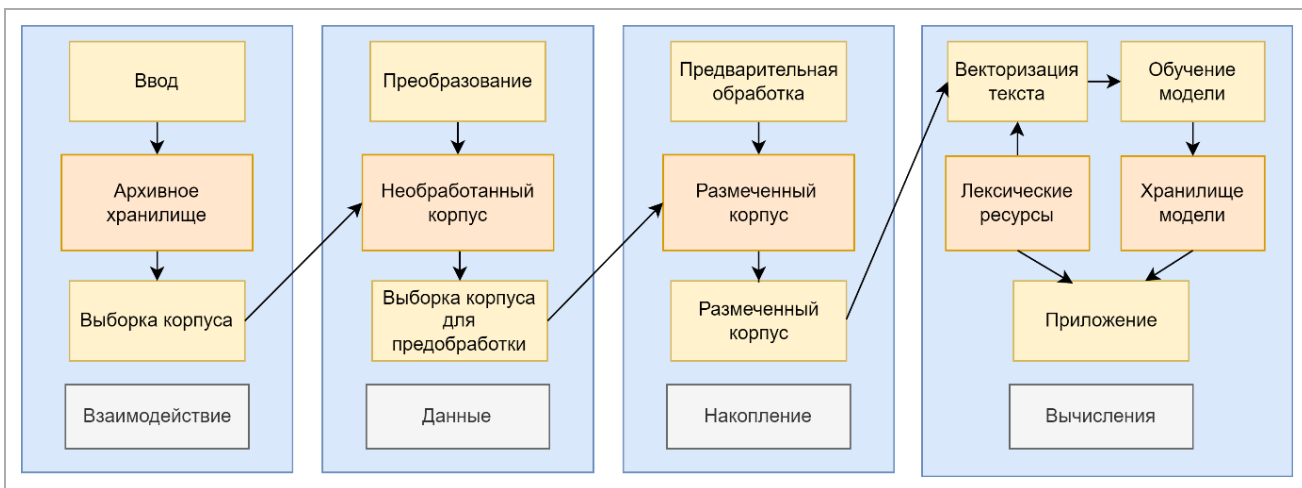 Ввод
Архивное
хранилище
Выборка корпуса
Взаимодействие
Преобразование
Необработанный
корпус
Выборка корпуса
для
предобработки
Данные
Предварительная
обработка
Размеченный
корпус
Размеченный
корпус
Накопление
Векторизация
текста
Обучение
модели
Лексические
ресурсы
Хранилище
модели
Приложение
Вычисления